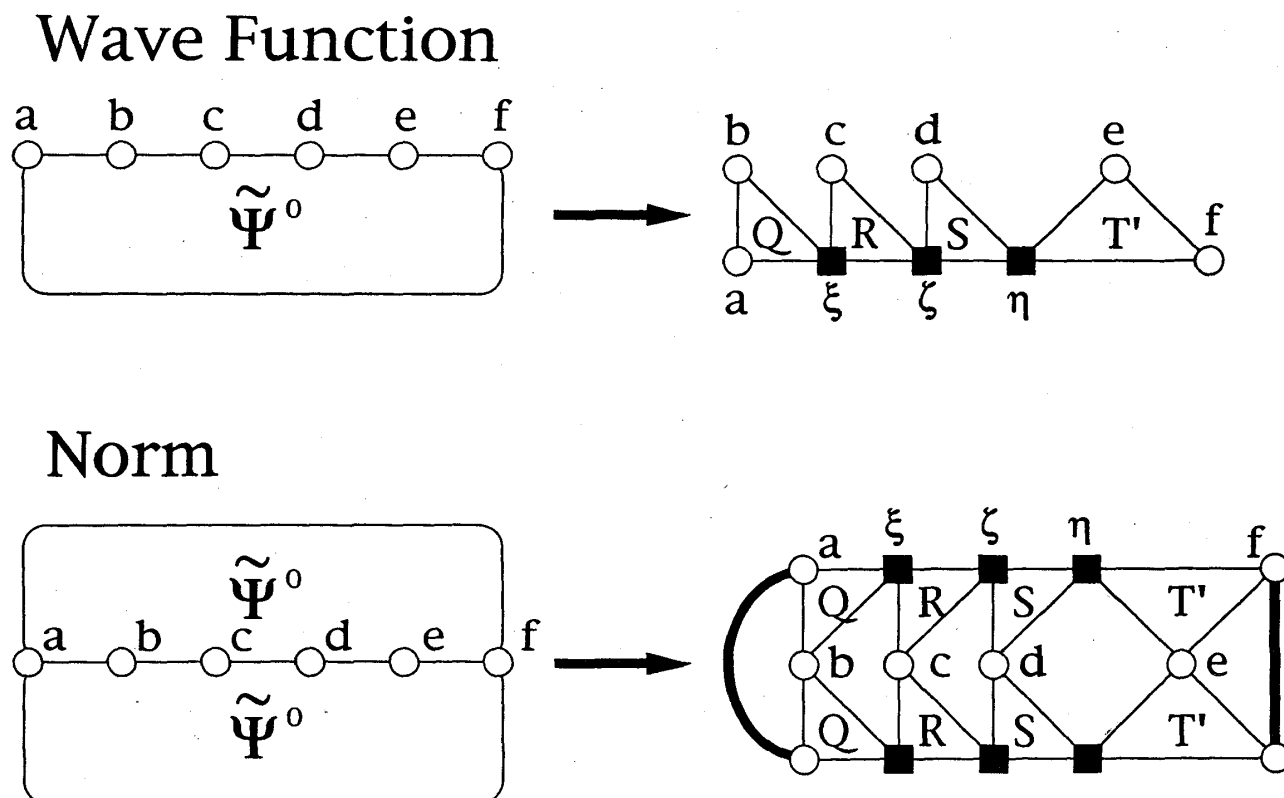 Wave Function
a b c d e f
Ψ̃⁰
b c d e
Q R S T' f
a ξ ζ η
Norm
Ψ̃⁰
a b c d e f
Ψ̃⁰
a ξ ζ η f
Q R S T'
b c d e
Q R S T'